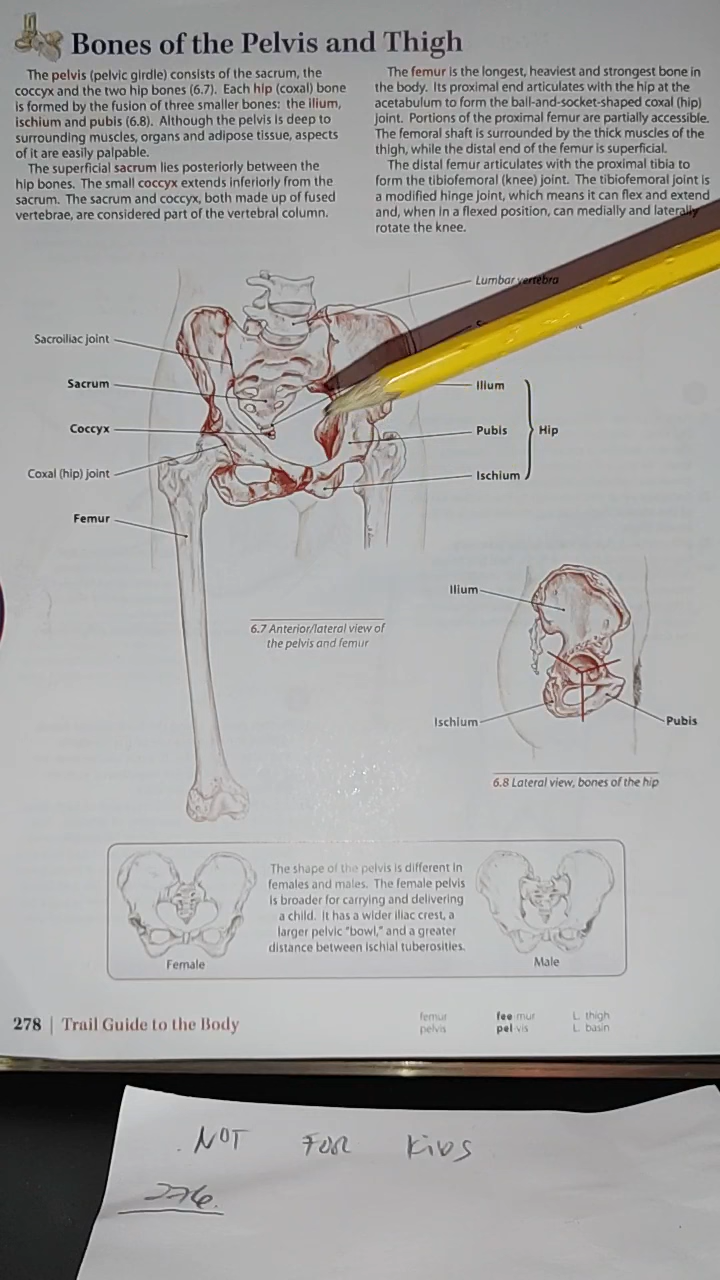 Bones of the Pelvis and Thigh
The pelvis (pelvic girdle) consists of the sacrum, the
coccyx and the two hip bones (6.7). Each hip (coxal) bone
is formed by the fusion of three smaller bones: the ilium,
ischium and pubis (6.8). Although the pelvis is deep to
surrounding muscles, organs and adipose tissue, aspects
of it are easily palpable.
The superficial sacrum lies posteriorly between the
hip bones. The small coccyx extends inferiorly from the
sacrum. The sacrum and coccyx, both made up of fused
vertebrae, are considered part of the vertebral column.
The femur is the longest, heaviest and strongest bone in
the body. Its proximal end articulates with the hip at the
acetabulum to form the ball-and-socket-shaped coxal (hip)
joint. Portions of the proximal femur are partially accessible.
The femoral shaft is surrounded by the thick muscles of the
thigh, while the distal end of the femur is superficial.
The distal femur articulates with the proximal tibia to
form the tibiofemoral (knee) joint. The tibiofemoral joint is
a modified hinge joint, which means it can flex and extend
and, when in a flexed position, can medially and laterally
rotate the knee.
Lumbar vertebra
Sacroiliac joint
Sacrum
Coccyx
Coxal (hip) joint
Femur
Ilium
Pubis
Hip
Ischium
6.7 Anterior/lateral view of
the pelvis and femur
Ilium
Ischium
Pubis
6.8 Lateral view, bones of the hip
The shape of the pelvis is different in
females and males. The female pelvis
is broader for carrying and delivering
a child. It has a wider iliac crest, a
larger pelvic "bowl," and a greater
distance between ischial tuberosities.
Female
Male
278 | Trail Guide to the Body
femur fee mur L. thigh
pelvis pel vis L. basin
NOT FOR KIDS
276.